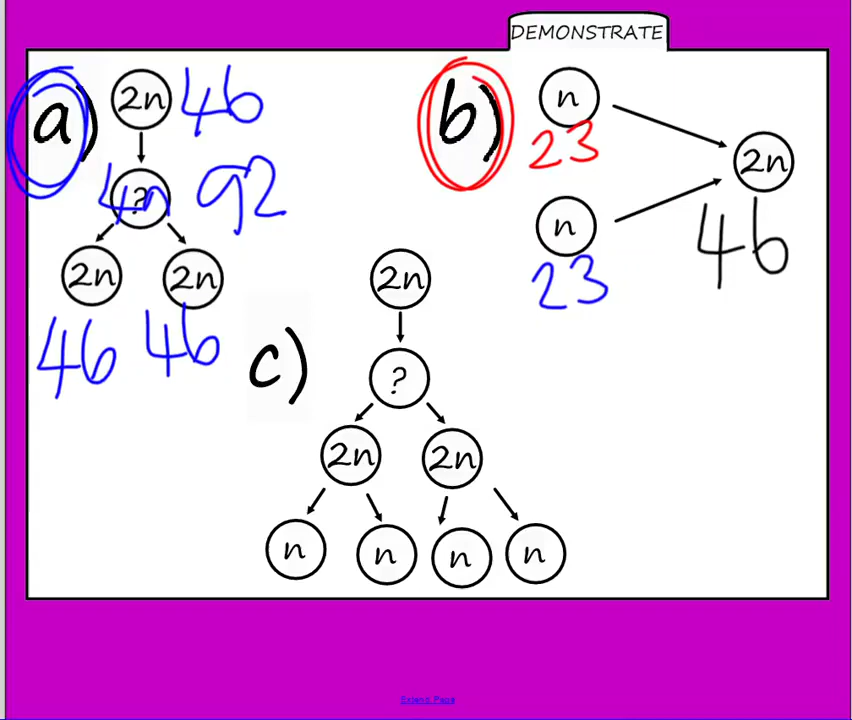 DEMONSTRATE
a)
2n 46
4n ? 92
2n 2n
46 46
b)
n
23
n
23
2n
46
c)
2n
?
2n 2n
n n n n